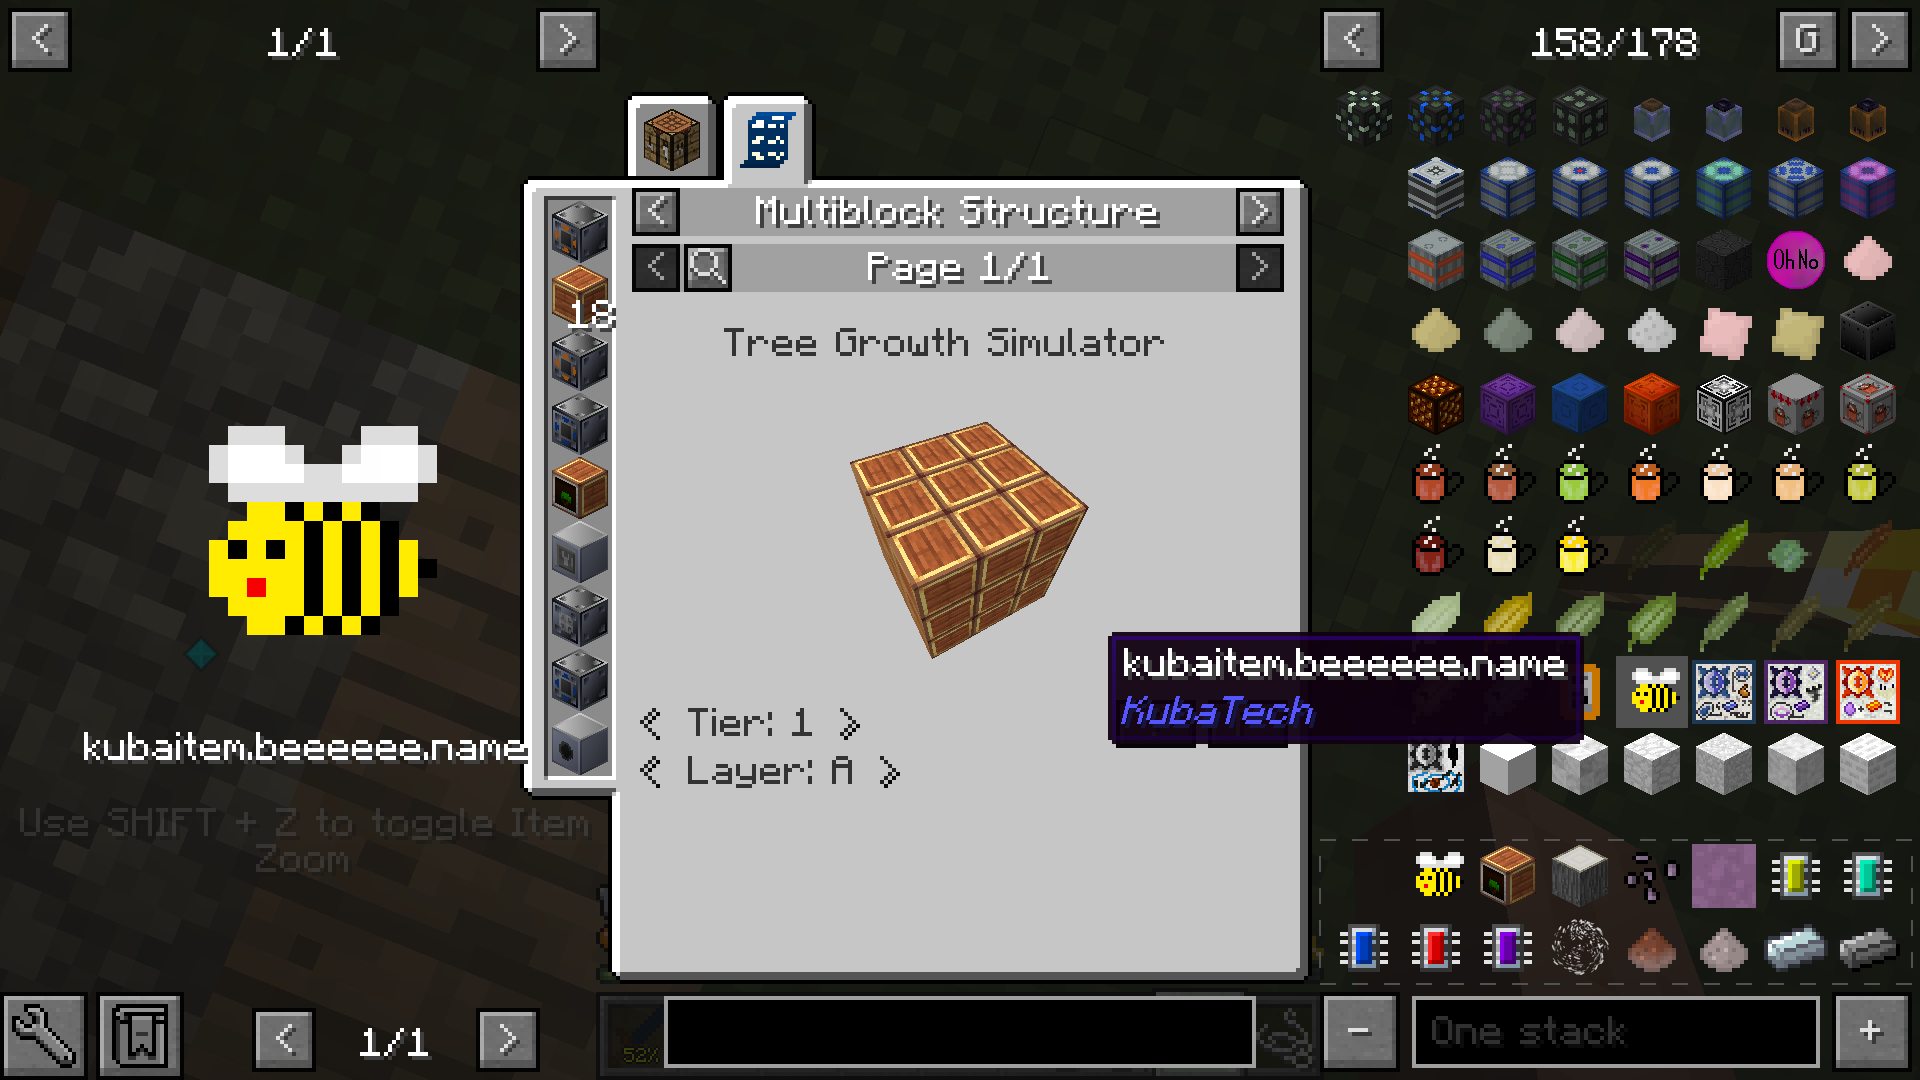 1/1
158/178
G
Multiblock Structure
Page 1/1
Oh No
18
Tree Growth Simulator
kubaitem.beeeeee.name
KubaTech
Tier: 1
Layer: A
kubaitem.beeeeee.name
Use SHIFT + Z to toggle Item
Zoom
1/1
52%
One stack